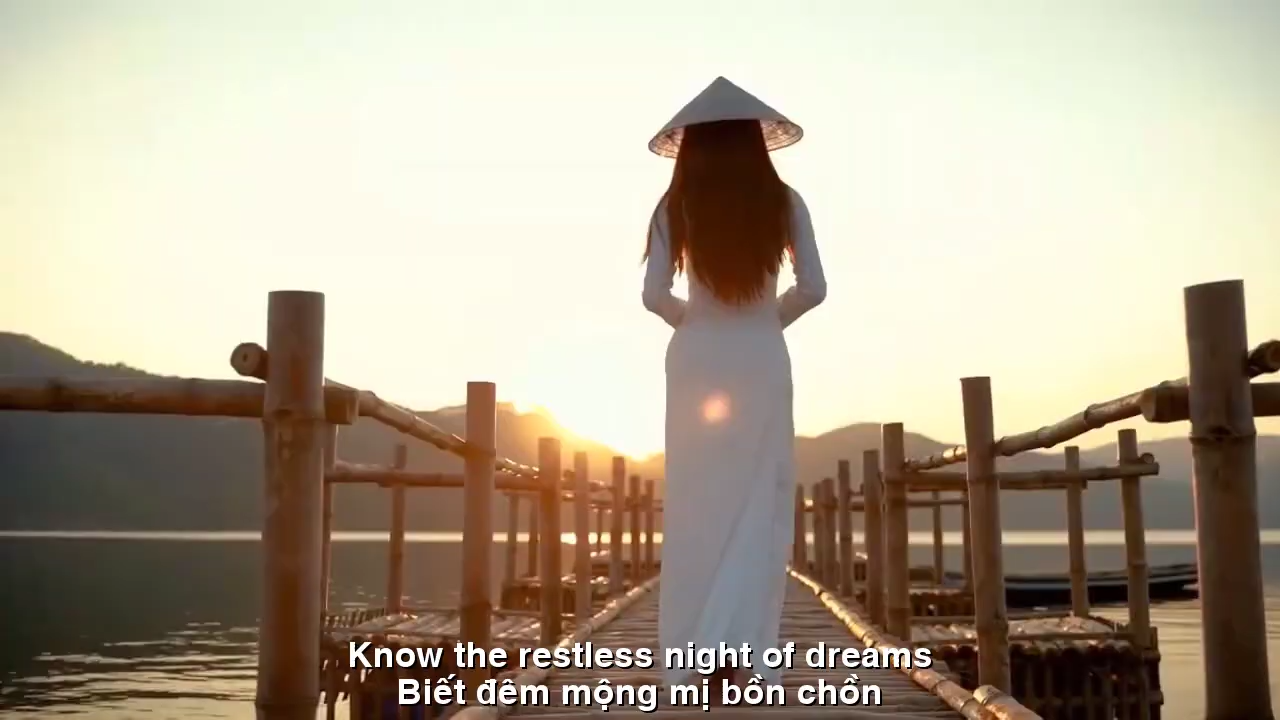 Know the restless night of dreams
Biết đêm mộng mị bồn chồn